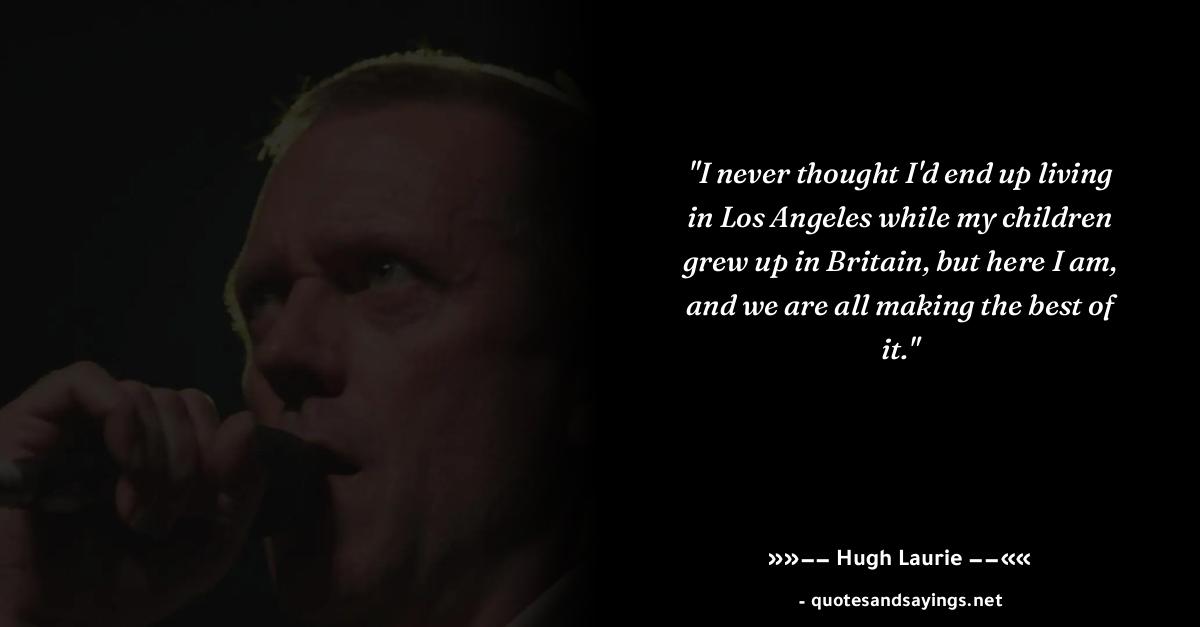 "I never thought I'd end up living
in Los Angeles while my children
grew up in Britain, but here I am,
and we are all making the best of
it."
»»–– Hugh Laurie ––««
- quotesandsayings.net